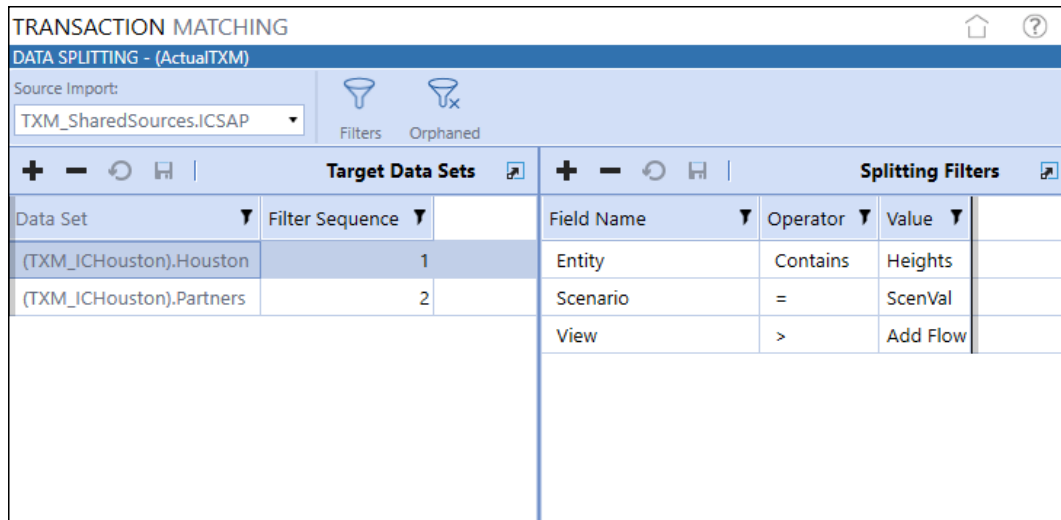 TRANSACTION MATCHING
?
DATA SPLITTING - (ActualTXM)
Source Import:
TXM_SharedSources.ICSAP
Filters Orphaned
Target Data Sets
Splitting Filters
Data Set Filter Sequence
Field Name Operator Value
(TXM_ICHouston).Houston 1
Entity Contains Heights
(TXM_ICHouston).Partners 2
Scenario = ScenVal
View > Add Flow